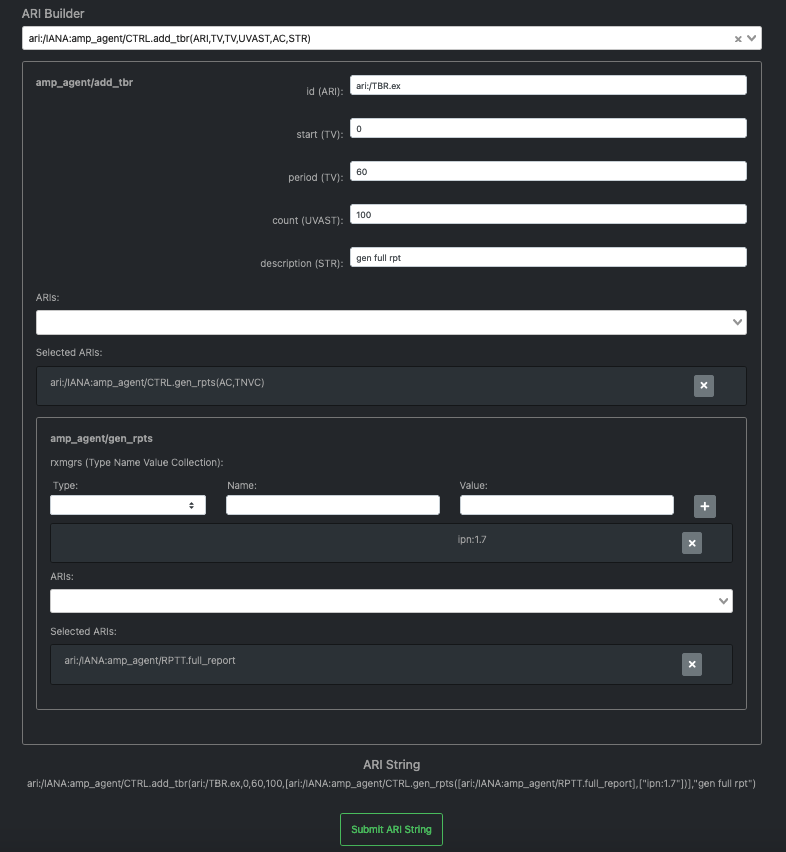 ARI Builder
ari:/IANA:amp_agent/CTRL.add_tbr(ARI,TV,TV,UVAST,AC,STR)
amp_agent/add_tbr
id (ARI): ari:/TBR.ex
start (TV): 0
period (TV): 60
count (UVAST): 100
description (STR): gen full rpt
ARIs:
Selected ARIs:
ari:/IANA:amp_agent/CTRL.gen_rpts(AC,TNVC)
amp_agent/gen_rpts
rxmgrs (Type Name Value Collection):
Type: Name: Value:
ipn:1.7
ARIs:
Selected ARIs:
ari:/IANA:amp_agent/RPTT.full_report
ARI String
ari:/IANA:amp_agent/CTRL.add_tbr(ari:/TBR.ex,0,60,100,[ari:/IANA:amp_agent/CTRL.gen_rpts([ari:/IANA:amp_agent/RPTT.full_report],["ipn:1.7"])],"gen full rpt")
Submit ARI String